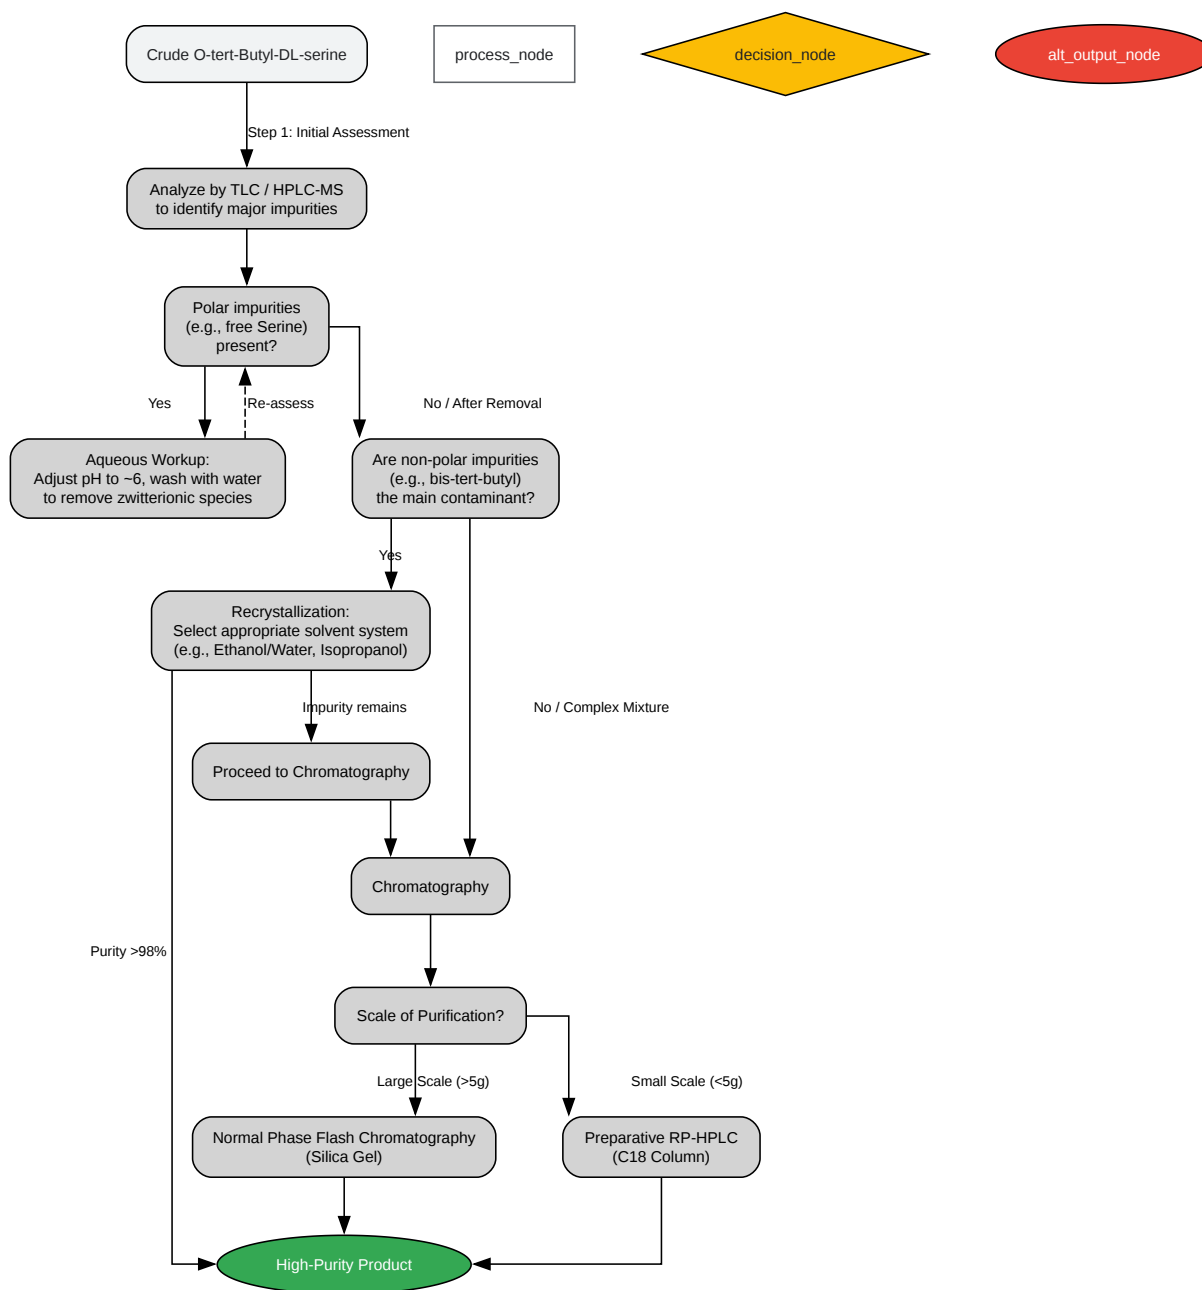 Crude O-tert-Butyl-DL-serine
process_node
decision_node
alt_output_node
Step 1: Initial Assessment
Analyze by TLC / HPLC-MS
to identify major impurities
Polar impurities
(e.g., free Serine)
present?
Yes
Re-assess
No / After Removal
Aqueous Workup:
Adjust pH to ~6, wash with water
to remove zwitterionic species
Are non-polar impurities
(e.g., bis-tert-butyl)
the main contaminant?
Yes
Recrystallization:
Select appropriate solvent system
(e.g., Ethanol/Water, Isopropanol)
Impurity remains
No / Complex Mixture
Proceed to Chromatography
Chromatography
Purity >98%
Scale of Purification?
Large Scale (>5g)
Small Scale (<5g)
Normal Phase Flash Chromatography
(Silica Gel)
Preparative RP-HPLC
(C18 Column)
High-Purity Product